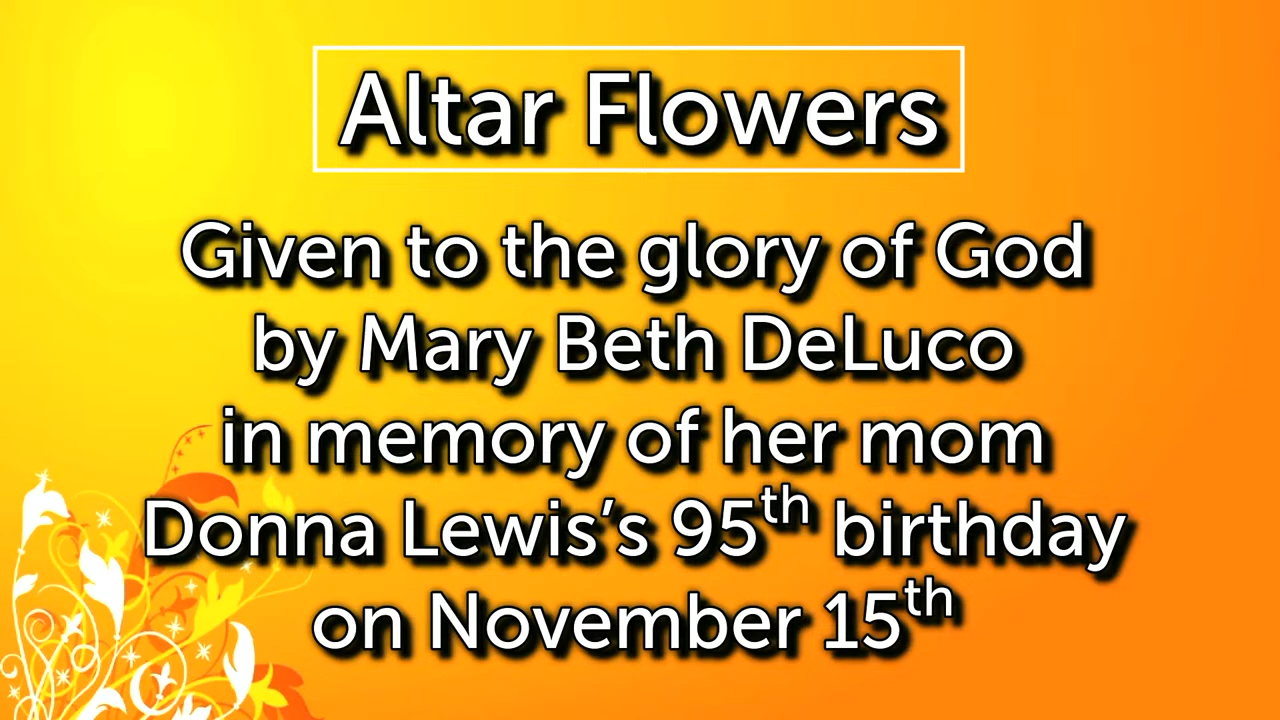 Altar Flowers
Given to the glory of God
by Mary Beth DeLuco
in memory of her mom
Donna Lewis’s 95th birthday
on November 15th